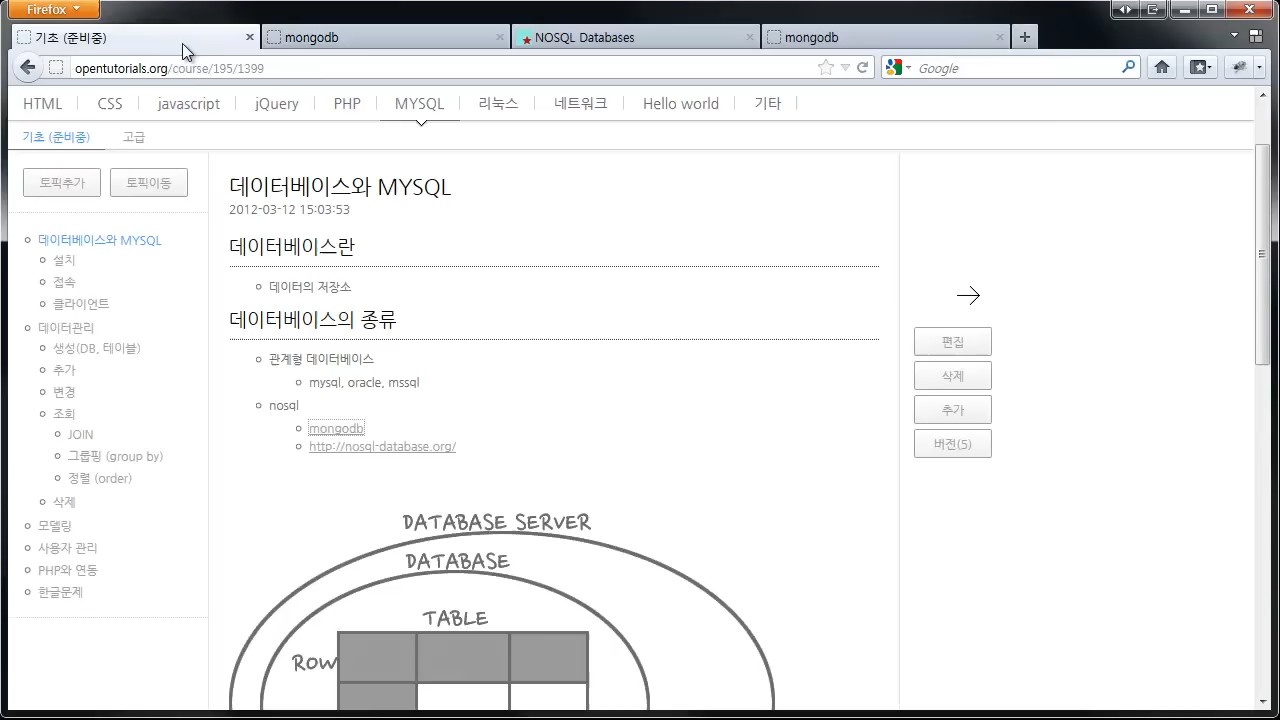 Firefox
기초 (준비중)
mongodb
NOSQL Databases
mongodb
opentutorials.org/course/195/1399
Google
HTML CSS javascript jQuery PHP MYSQL 리눅스 네트워크 Hello world 기타
기초 (준비중) 고급
토픽추가 토픽이동
데이터베이스와 MYSQL
설치
접속
클라이언트
데이터관리
생성(DB, 테이블)
추가
변경
조회
JOIN
그룹핑 (group by)
정렬 (order)
삭제
모델링
사용자 관리
PHP와 연동
한글문제
데이터베이스와 MYSQL
2012-03-12 15:03:53
데이터베이스란
데이터의 저장소
데이터베이스의 종류
관계형 데이터베이스
mysql, oracle, mssql
nosql
mongodb
http://nosql-database.org/
DATABASE SERVER
DATABASE
TABLE
ROW
편집
삭제
추가
버전(5)